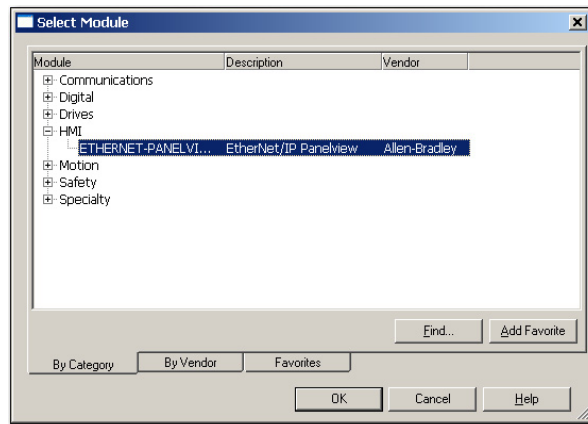 Select Module
Module Description Vendor
Communications
Digital
Drives
HMI
ETHERNET-PANELVI... EtherNet/IP Panelview Allen-Bradley
Motion
Safety
Specialty
Find... Add Favorite
By Category By Vendor Favorites
OK Cancel Help